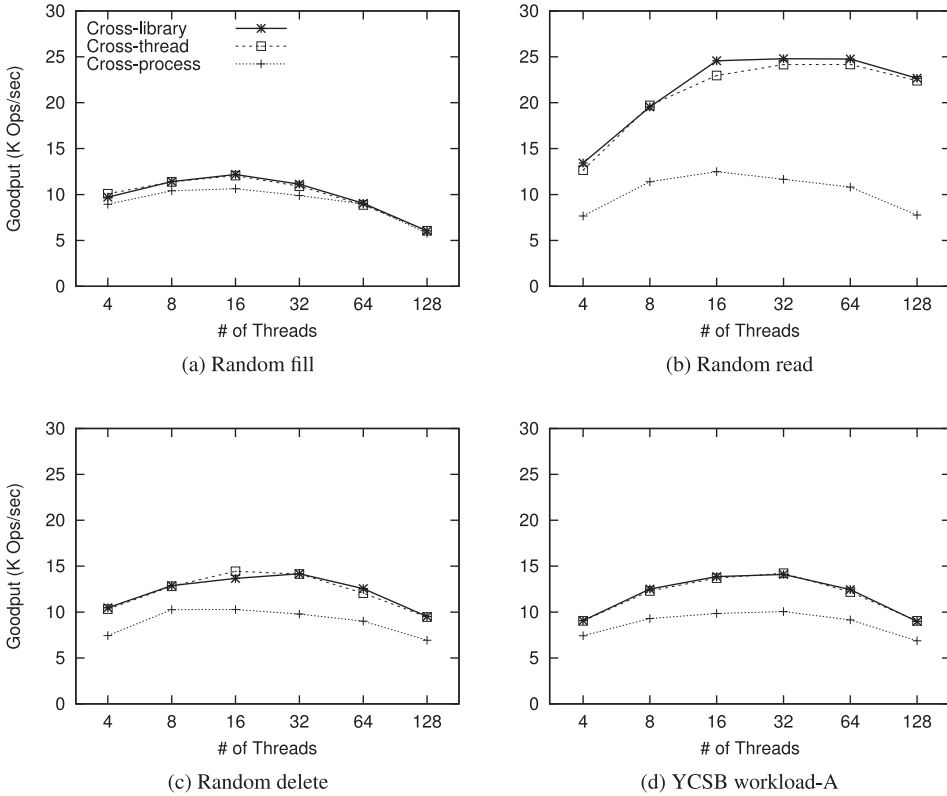 Cross-library
Cross-thread
Cross-process
30
25
20
15
10
5
0
Goodput (K Ops/sec)
4 8 16 32 64 128
# of Threads
(a) Random fill
30
25
20
15
10
5
0
4 8 16 32 64 128
# of Threads
(b) Random read
30
25
20
15
10
5
0
Goodput (K Ops/sec)
4 8 16 32 64 128
# of Threads
(c) Random delete
30
25
20
15
10
5
0
4 8 16 32 64 128
# of Threads
(d) YCSB workload-A